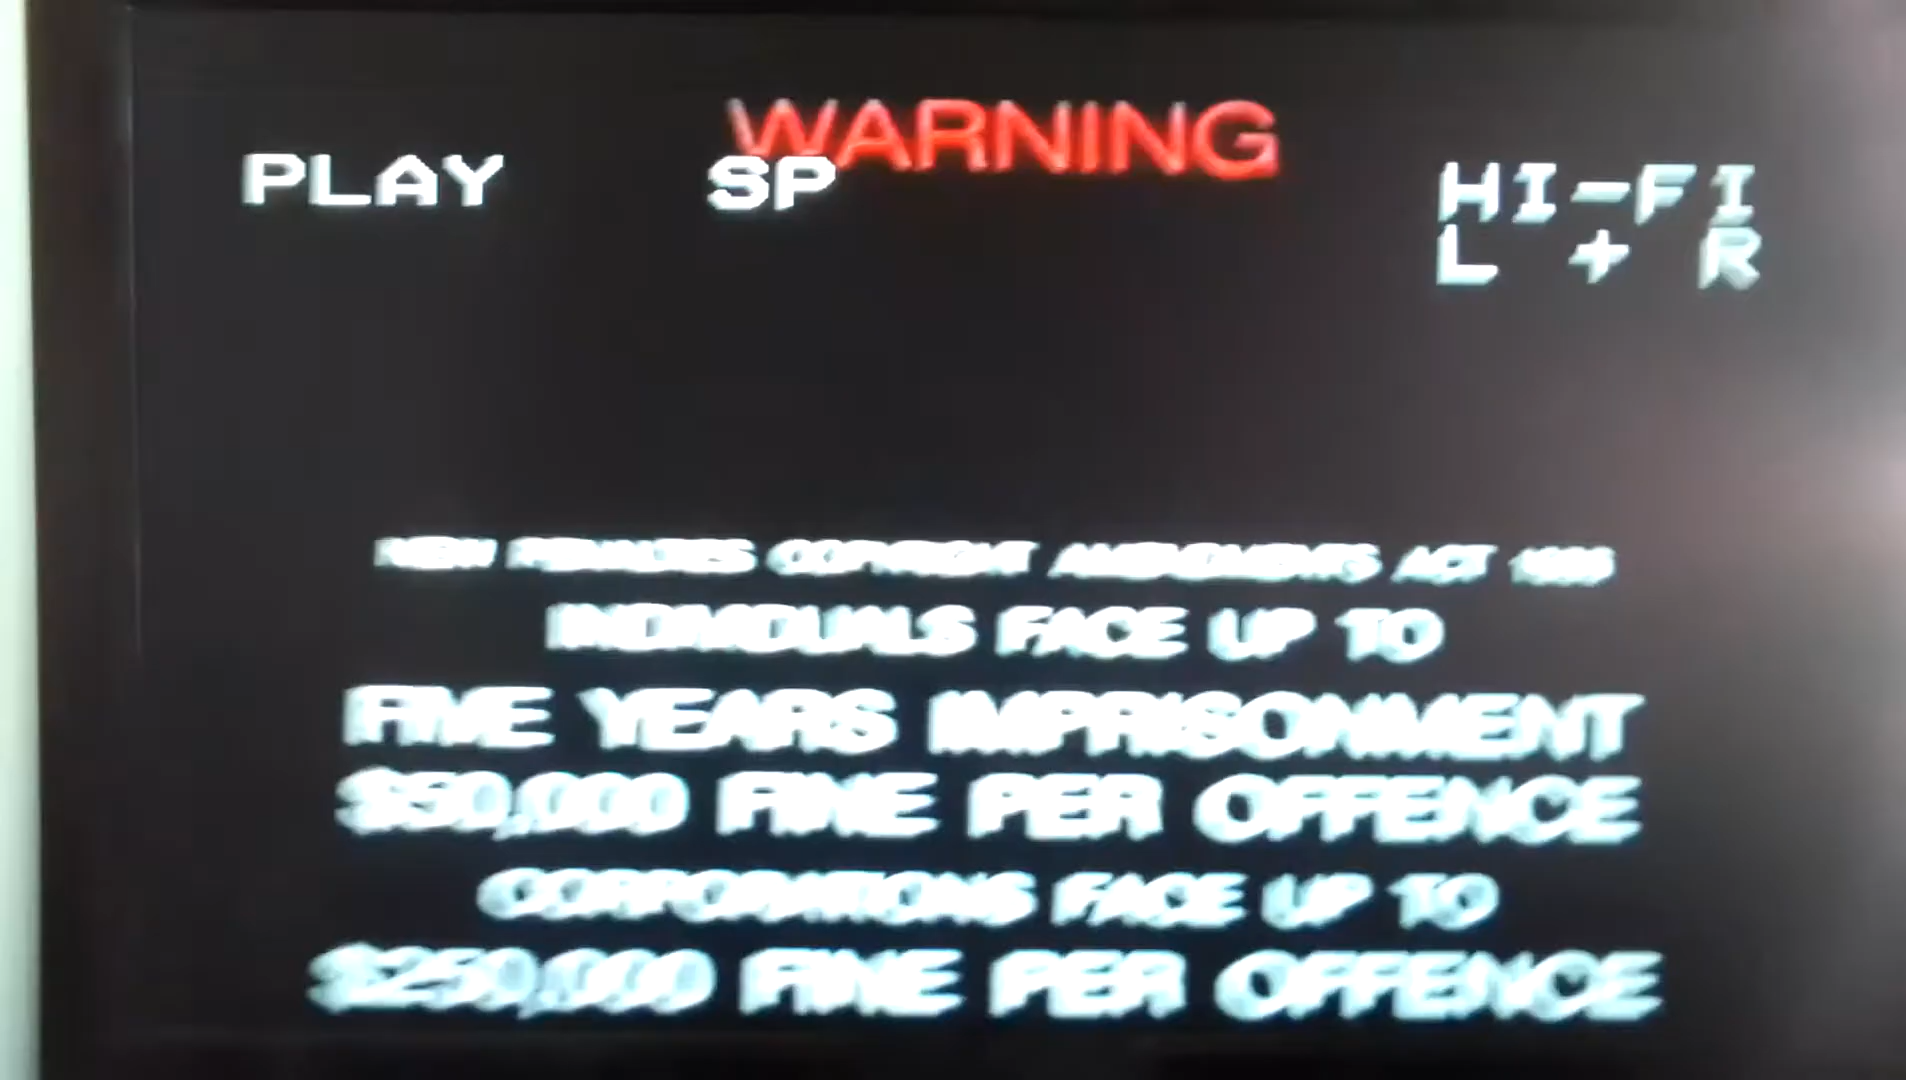 WARNING
PLAY SP HI-FI
L + R
NEW PENALTIES COPYRIGHT AMENDMENTS ACT
INDIVIDUALS FACE UP TO
FIVE YEARS IMPRISONMENT
$50,000 FINE PER OFFENCE
CORPORATIONS FACE UP TO
$250,000 FINE PER OFFENCE